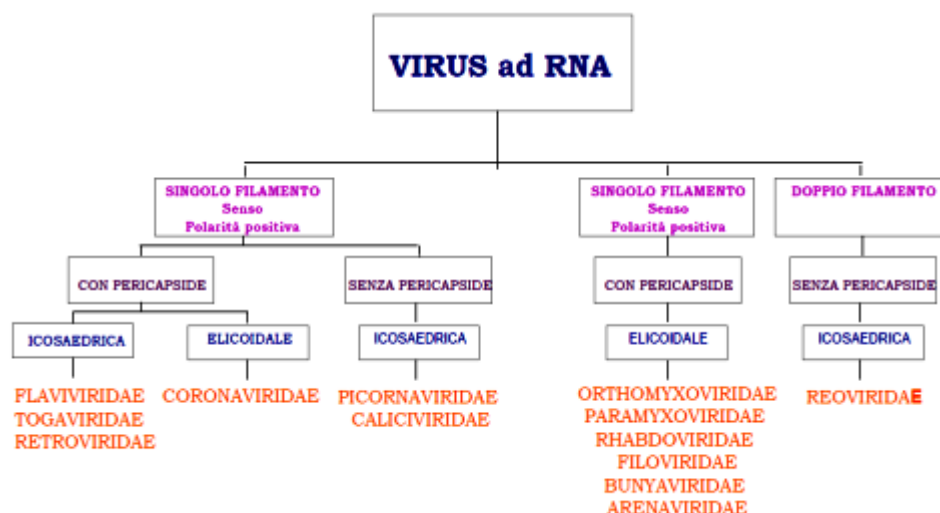 VIRUS ad RNA
SINGOLO FILAMENTO
Senso
Polarità positiva
SINGOLO FILAMENTO
Senso
Polarità positiva
DOPPIO FILAMENTO
CON PERICAPSIDE
SENZA PERICAPSIDE
CON PERICAPSIDE
SENZA PERICAPSIDE
ICOSAEDRICA
ELICOIDALE
ICOSAEDRICA
ELICOIDALE
ICOSAEDRICA
FLAVIVIRIDAE
TOGAVIRIDAE
RETROVIRIDAE
CORONAVIRIDAE
PICORNAVIRIDAE
CALICIVIRIDAE
ORTHOMYXOVIRIDAE
PARAMYXOVIRIDAE
RHABDOVIRIDAE
FILOVIRIDAE
BUNYAVIRIDAE
ARENAVIRIDAE
REOVIRIDAE